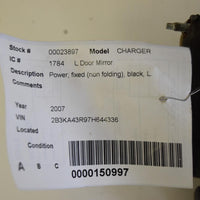 Stock # 00023897 Model CHARGER
IC # 1784 L Door Mirror
Description Power, fixed (nun folding), black, L.
Comments
Year 2007
VIN 2B3KA43R97H644336
Located
Condition
A B C
0000150997